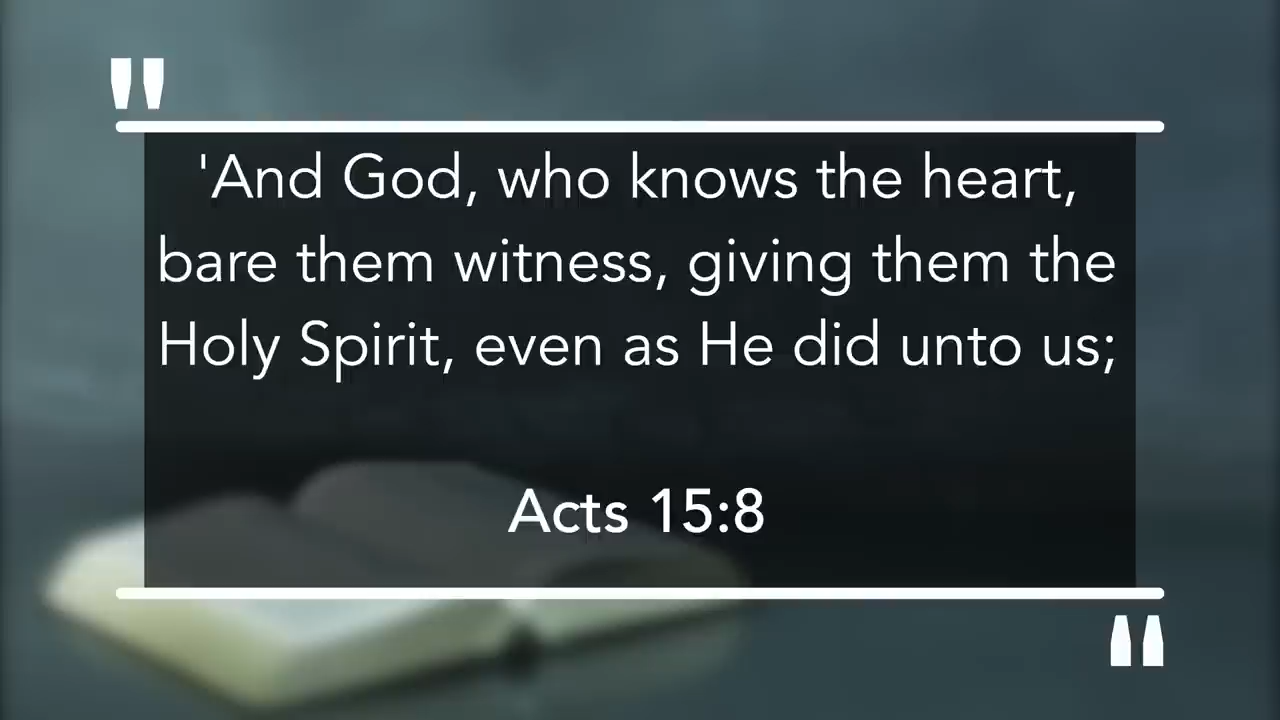 "
'And God, who knows the heart,
bare them witness, giving them the
Holy Spirit, even as He did unto us;
Acts 15:8
"